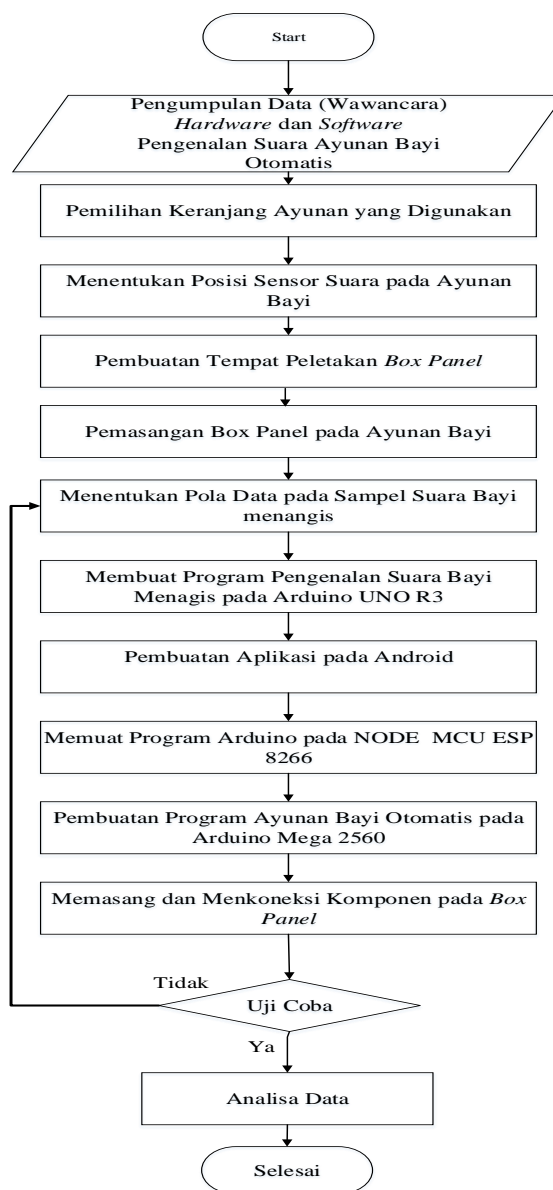 Start
Pengumpulan Data (Wawancara)
Hardware dan Software
Pengenalan Suara Ayunan Bayi
Otomatis
Pemilihan Keranjang Ayunan yang Digunakan
Menentukan Posisi Sensor Suara pada Ayunan
Bayi
Pembuatan Tempat Peletakan Box Panel
Pemasangan Box Panel pada Ayunan Bayi
Menentukan Pola Data pada Sampel Suara Bayi
menangis
Membuat Program Pengenalan Suara Bayi
Menagis pada Arduino UNO R3
Pembuatan Aplikasi pada Android
Memuat Program Arduino pada NODE MCU ESP
8266
Pembuatan Program Ayunan Bayi Otomatis pada
Arduino Mega 2560
Memasang dan Menkoneksi Komponen pada Box
Panel
Tidak
Uji Coba
Ya
Analisa Data
Selesai